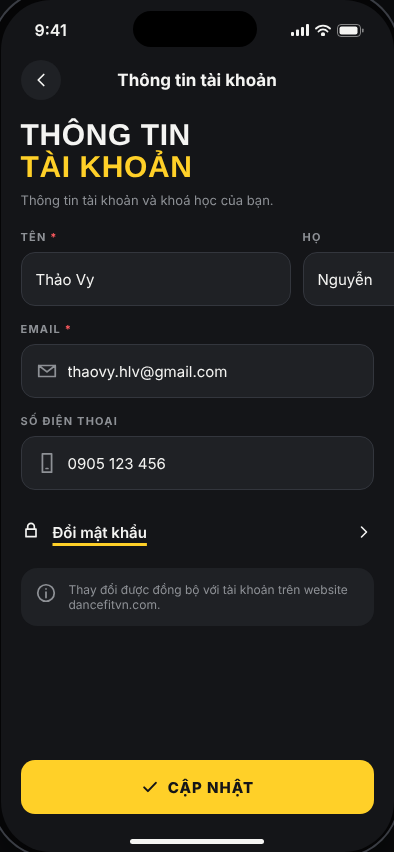 9:41
Thông tin tài khoản
THÔNG TIN
TÀI KHOẢN
Thông tin tài khoản và khoá học của bạn.
TÊN *
HỌ
Thảo Vy
Nguyễn
EMAIL *
thaovy.hlv@gmail.com
SỐ ĐIỆN THOẠI
0905 123 456
Đổi mật khẩu
Thay đổi được đồng bộ với tài khoản trên website
dancefitvn.com.
CẬP NHẬT